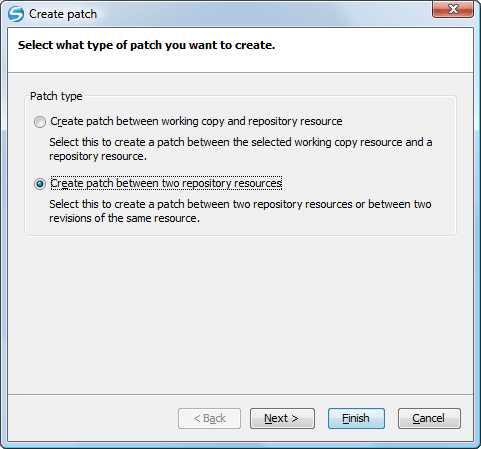 Create patch
Select what type of patch you want to create.
Patch type
Create patch between working copy and repository resource
Select this to create a patch between the selected working copy resource and a
repository resource.
Create patch between two repository resources
Select this to create a patch between two repository resources or between two
revisions of the same resource.
< Back
Next >
Finish
Cancel